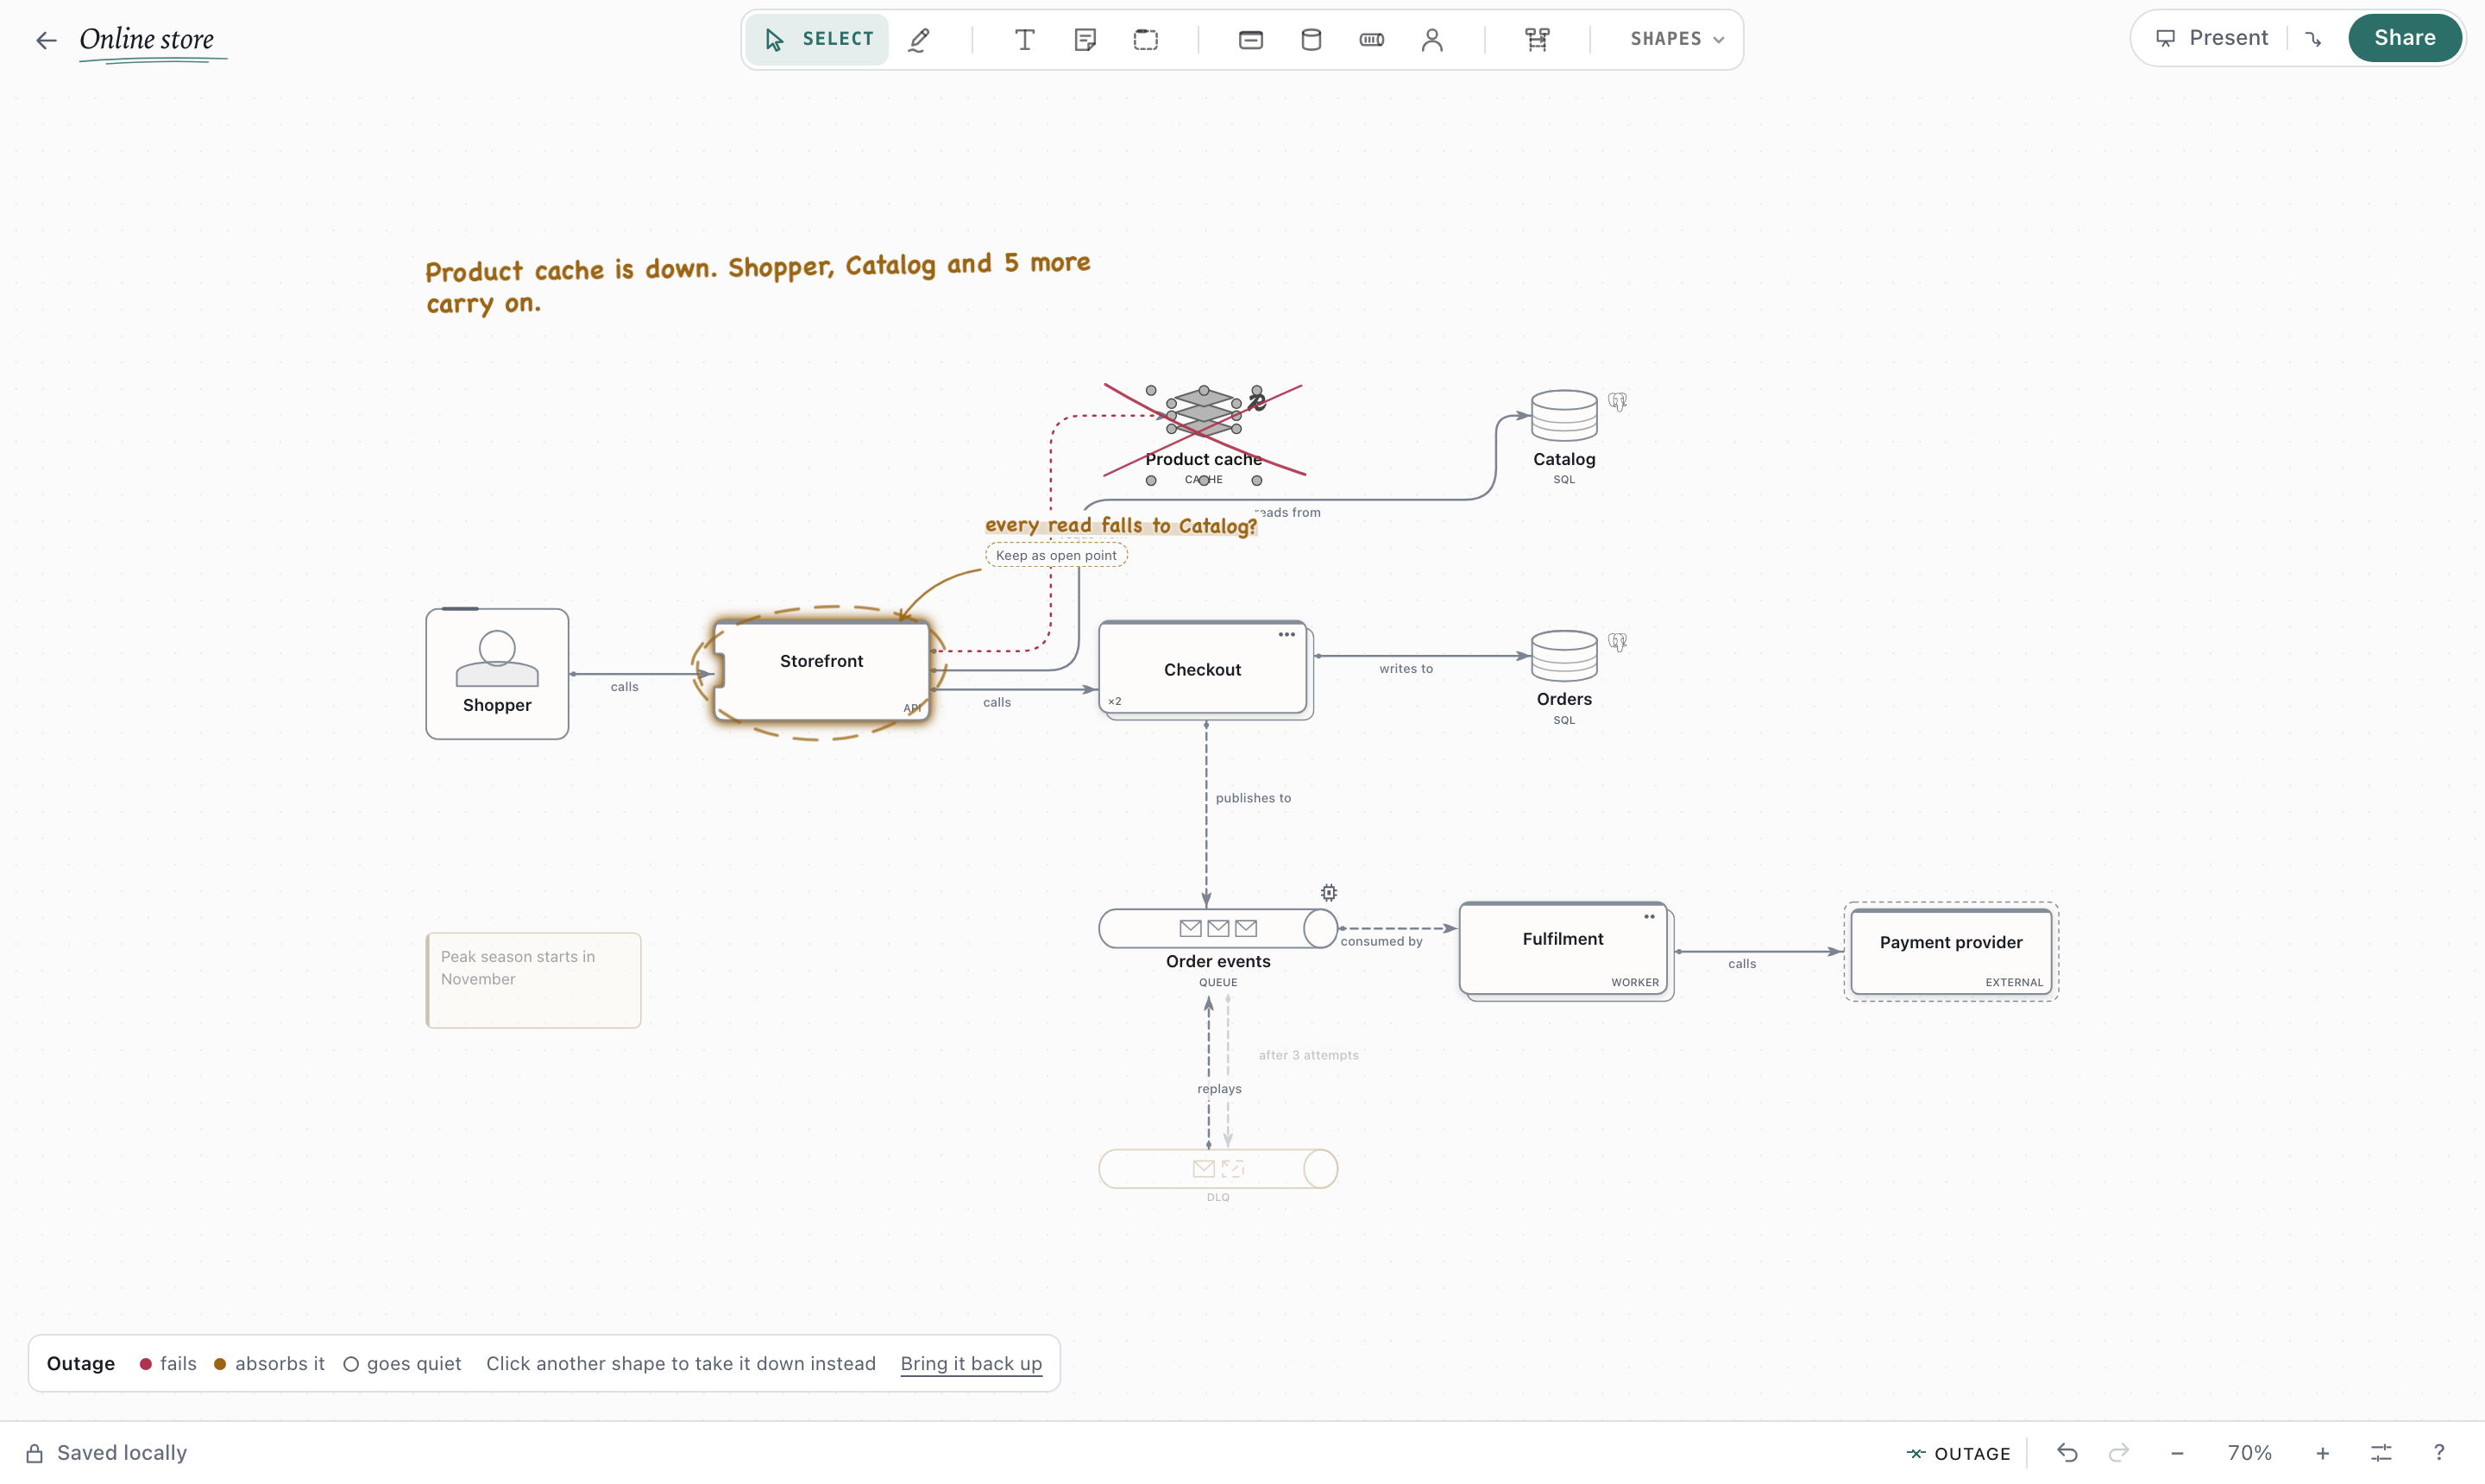 Online store
SELECT
SHAPES
Present
Share
Product cache is down. Shopper, Catalog and 5 more
carry on.
Product cache
CACHE
Catalog
SQL
reads from
every read falls to Catalog?
Keep as open point
Shopper
calls
Storefront
API
calls
Checkout
×2
writes to
Orders
SQL
publishes to
Order events
QUEUE
consumed by
Fulfilment
WORKER
calls
Payment provider
EXTERNAL
Peak season starts in
November
after 3 attempts
replays
DLQ
Outage
fails
absorbs it
goes quiet
Click another shape to take it down instead
Bring it back up
Saved locally
OUTAGE
70%
?